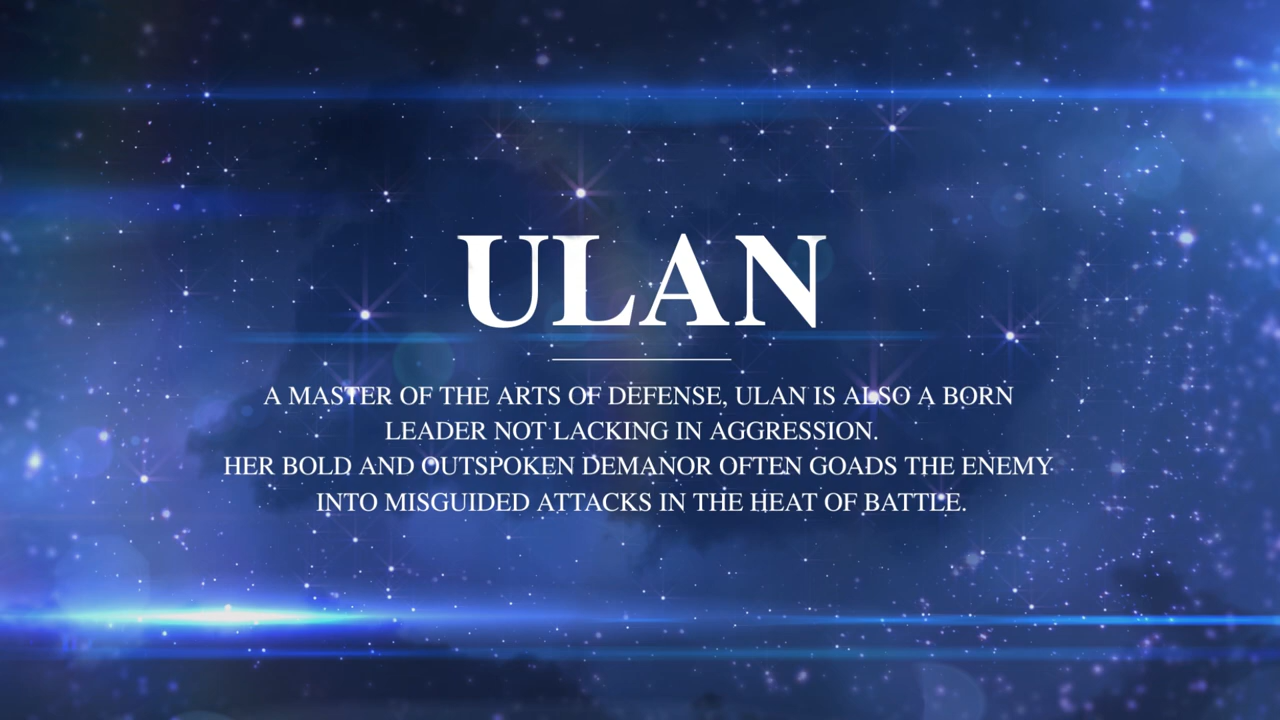 ULAN
A MASTER OF THE ARTS OF DEFENSE, ULAN IS ALSO A BORN
LEADER NOT LACKING IN AGGRESSION.
HER BOLD AND OUTSPOKEN DEMANOR OFTEN GOADS THE ENEMY
INTO MISGUIDED ATTACKS IN THE HEAT OF BATTLE.